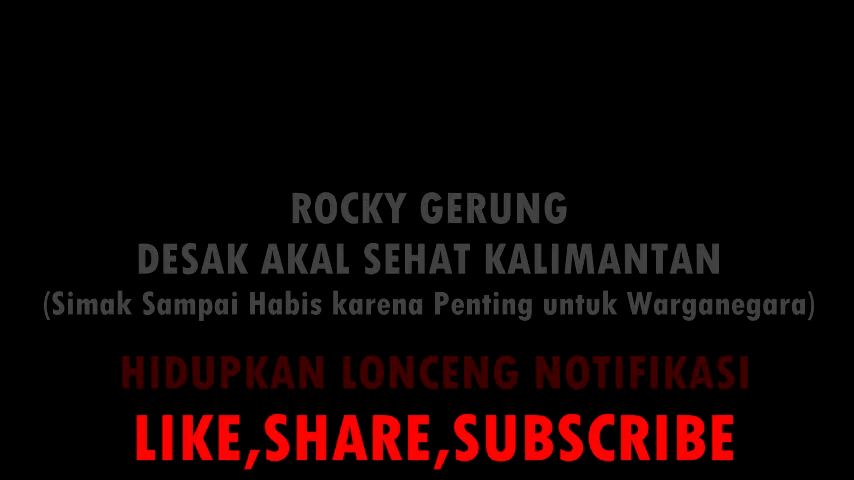 ROCKY GERUNG
DESAK AKAL SEHAT KALIMANTAN
(Simak Sampai Habis karena Penting untuk Warganegara)
HIDUPKAN LONCENG NOTIFIKASI
LIKE,SHARE,SUBSCRIBE